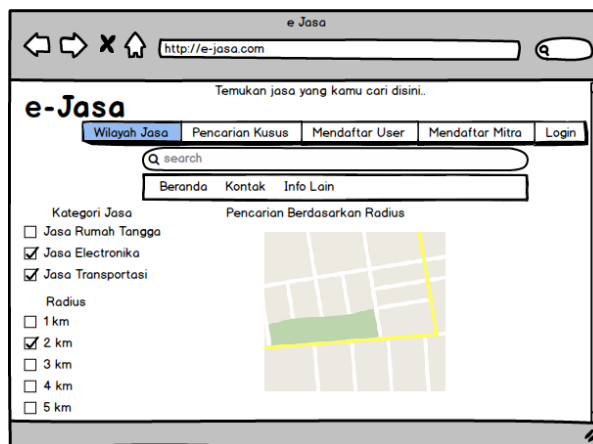 e Jasa
http://e-jasa.com
Temukan jasa yang kamu cari disini..
e-Jasa
Wilayah Jasa Pencarian Kusus Mendaftar User Mendaftar Mitra Login
search
Beranda Kontak Info Lain
Kategori Jasa Pencarian Berdasarkan Radius
Jasa Rumah Tangga
Jasa Electronika
Jasa Transportasi
Radius
1 km
2 km
3 km
4 km
5 km